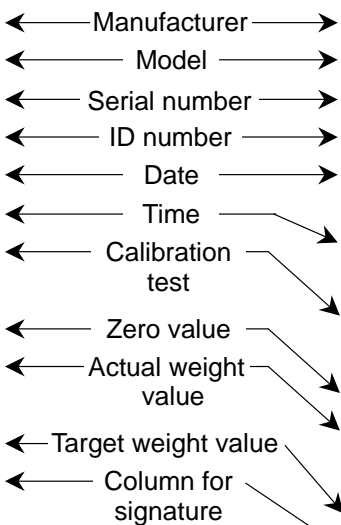 Manufacturer
Model
Serial number
ID number
Date
Time
Calibration
test
Zero value
Actual weight
value
Target weight value
Column for
signature